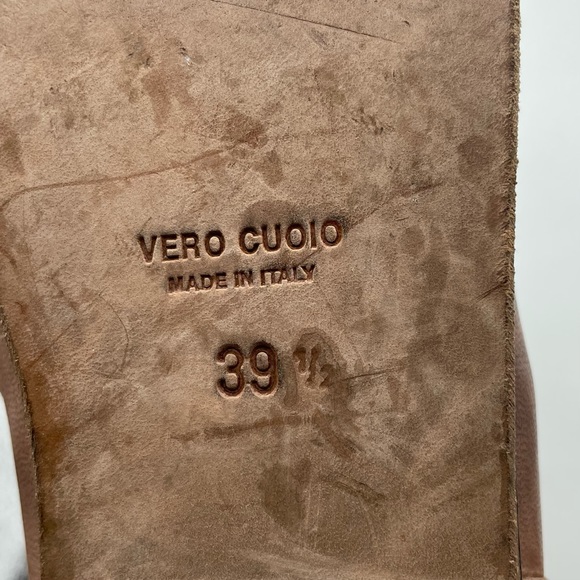 VERO CUOIO
MADE IN ITALY
39 ½